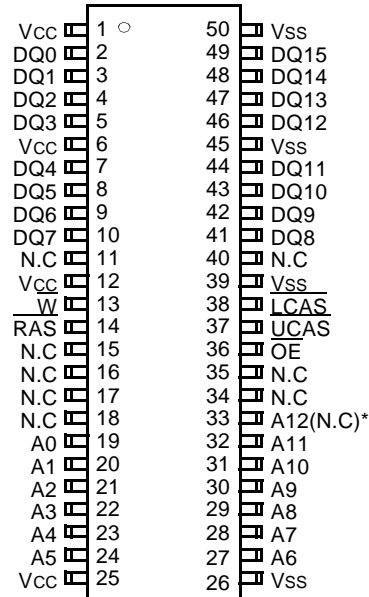 VCC 1 50 VSS
DQ0 2 49 DQ15
DQ1 3 48 DQ14
DQ2 4 47 DQ13
DQ3 5 46 DQ12
VCC 6 45 VSS
DQ4 7 44 DQ11
DQ5 8 43 DQ10
DQ6 9 42 DQ9
DQ7 10 41 DQ8
N.C 11 40 N.C
VCC 12 39 VSS
W 13 38 LCAS
RAS 14 37 UCAS
N.C 15 36 OE
N.C 16 35 N.C
N.C 17 34 N.C
N.C 18 33 A12(N.C)*
A0 19 32 A11
A1 20 31 A10
A2 21 30 A9
A3 22 29 A8
A4 23 28 A7
A5 24 27 A6
VCC 25 26 VSS